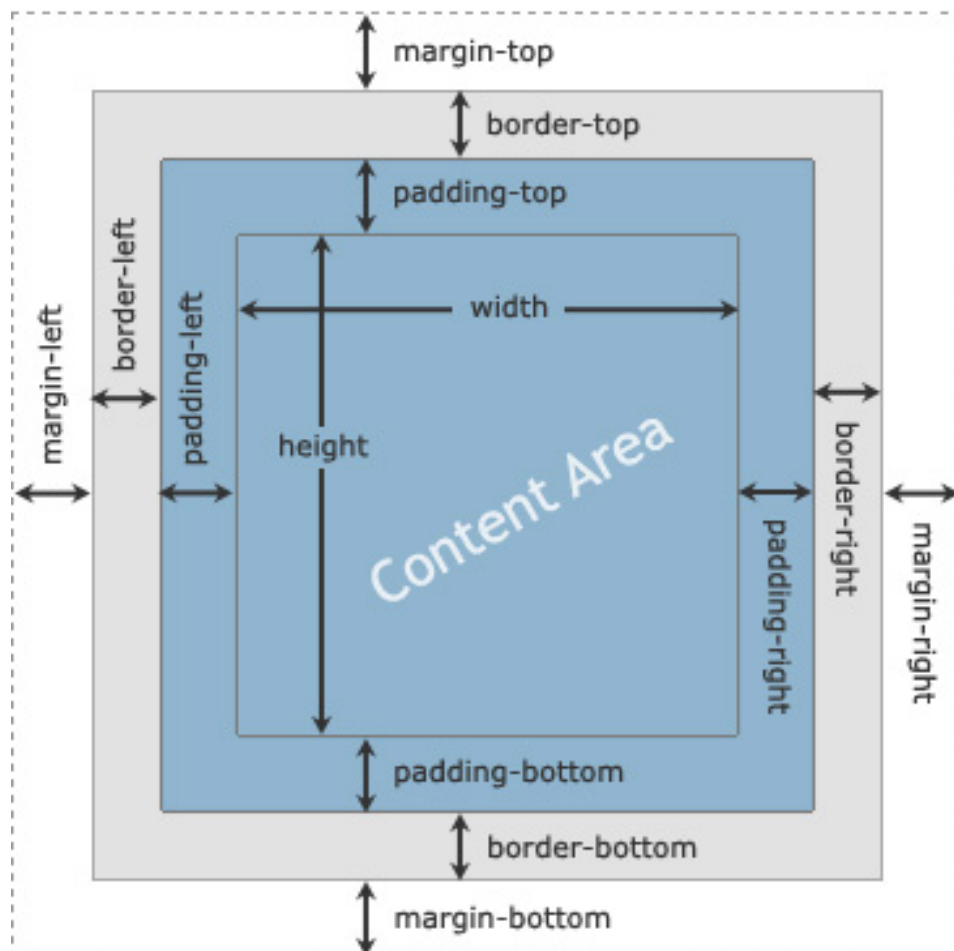 margin-top
border-top
padding-top
width
height
Content Area
margin-left
border-left
padding-left
padding-right
border-right
margin-right
padding-bottom
border-bottom
margin-bottom